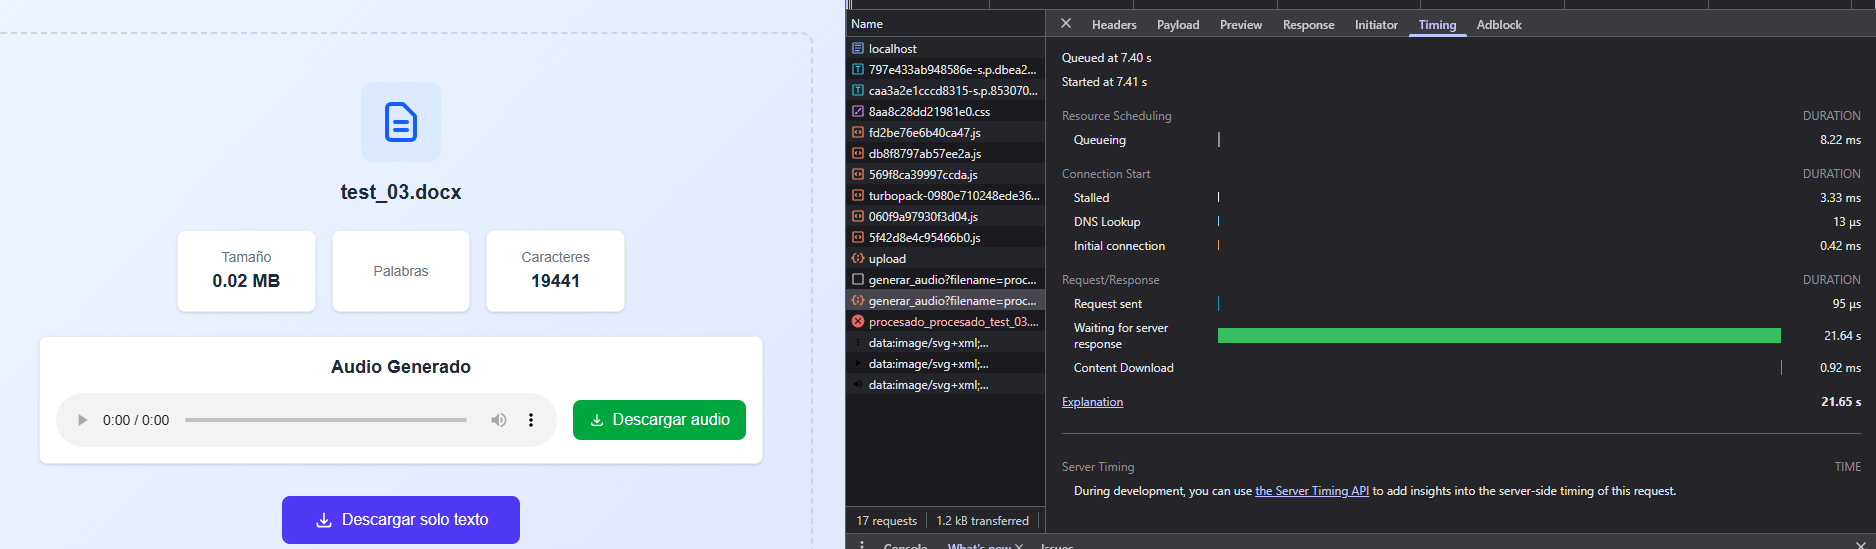 test_03.docx
Tamaño
0.02 MB
Palabras
Caracteres
19441
Audio Generado
0:00 / 0:00
Descargar audio
Descargar solo texto
Name
localhost
797e433ab948586e-s.p.dbea2...
caa3a2e1cccd8315-s.p.853070...
8aa8c28dd21981e0.css
fd2be76e6b40ca47.js
db8f8797ab57ee2a.js
569f8ca39997ccda.js
turbopack-0980e710248ede36...
060f9a97930f3d04.js
5f42d8e4c95466b0.js
upload
generar_audio?filename=proc...
generar_audio?filename=proc...
procesado_procesado_test_03....
data:image/svg+xml;...
data:image/svg+xml;...
data:image/svg+xml;...
17 requests 1.2 kB transferred
Headers Payload Preview Response Initiator Timing Adblock
Queued at 7.40 s
Started at 7.41 s
Resource Scheduling DURATION
Queueing 8.22 ms
Connection Start DURATION
Stalled 3.33 ms
DNS Lookup 13 μs
Initial connection 0.42 ms
Request/Response DURATION
Request sent 95 μs
Waiting for server
response 21.64 s
Content Download 0.92 ms
Explanation 21.65 s
Server Timing TIME
During development, you can use the Server Timing API to add insights into the server-side timing of this request.
Console What's new Issues